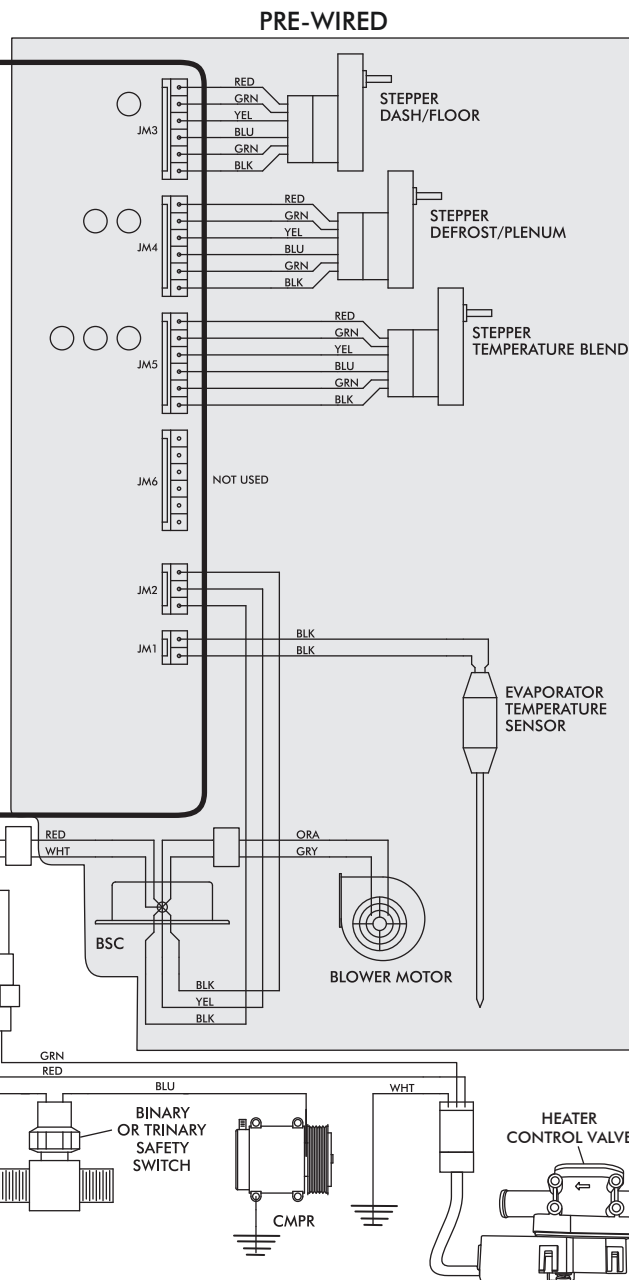 PRE-WIRED
RED
GRN
YEL
BLU
GRN
BLK
JM3
STEPPER
DASH/FLOOR
RED
GRN
YEL
BLU
GRN
BLK
JM4
STEPPER
DEFROST/PLENUM
RED
GRN
YEL
BLU
GRN
BLK
JM5
STEPPER
TEMPERATURE BLEND
JM6
NOT USED
JM2
JM1
BLK
BLK
EVAPORATOR
TEMPERATURE
SENSOR
RED
WHT
ORA
GRY
BSC
BLOWER MOTOR
BLK
YEL
BLK
GRN
RED
BLU
WHT
BINARY
OR TRINARY
SAFETY
SWITCH
CMPR
HEATER
CONTROL VALVE